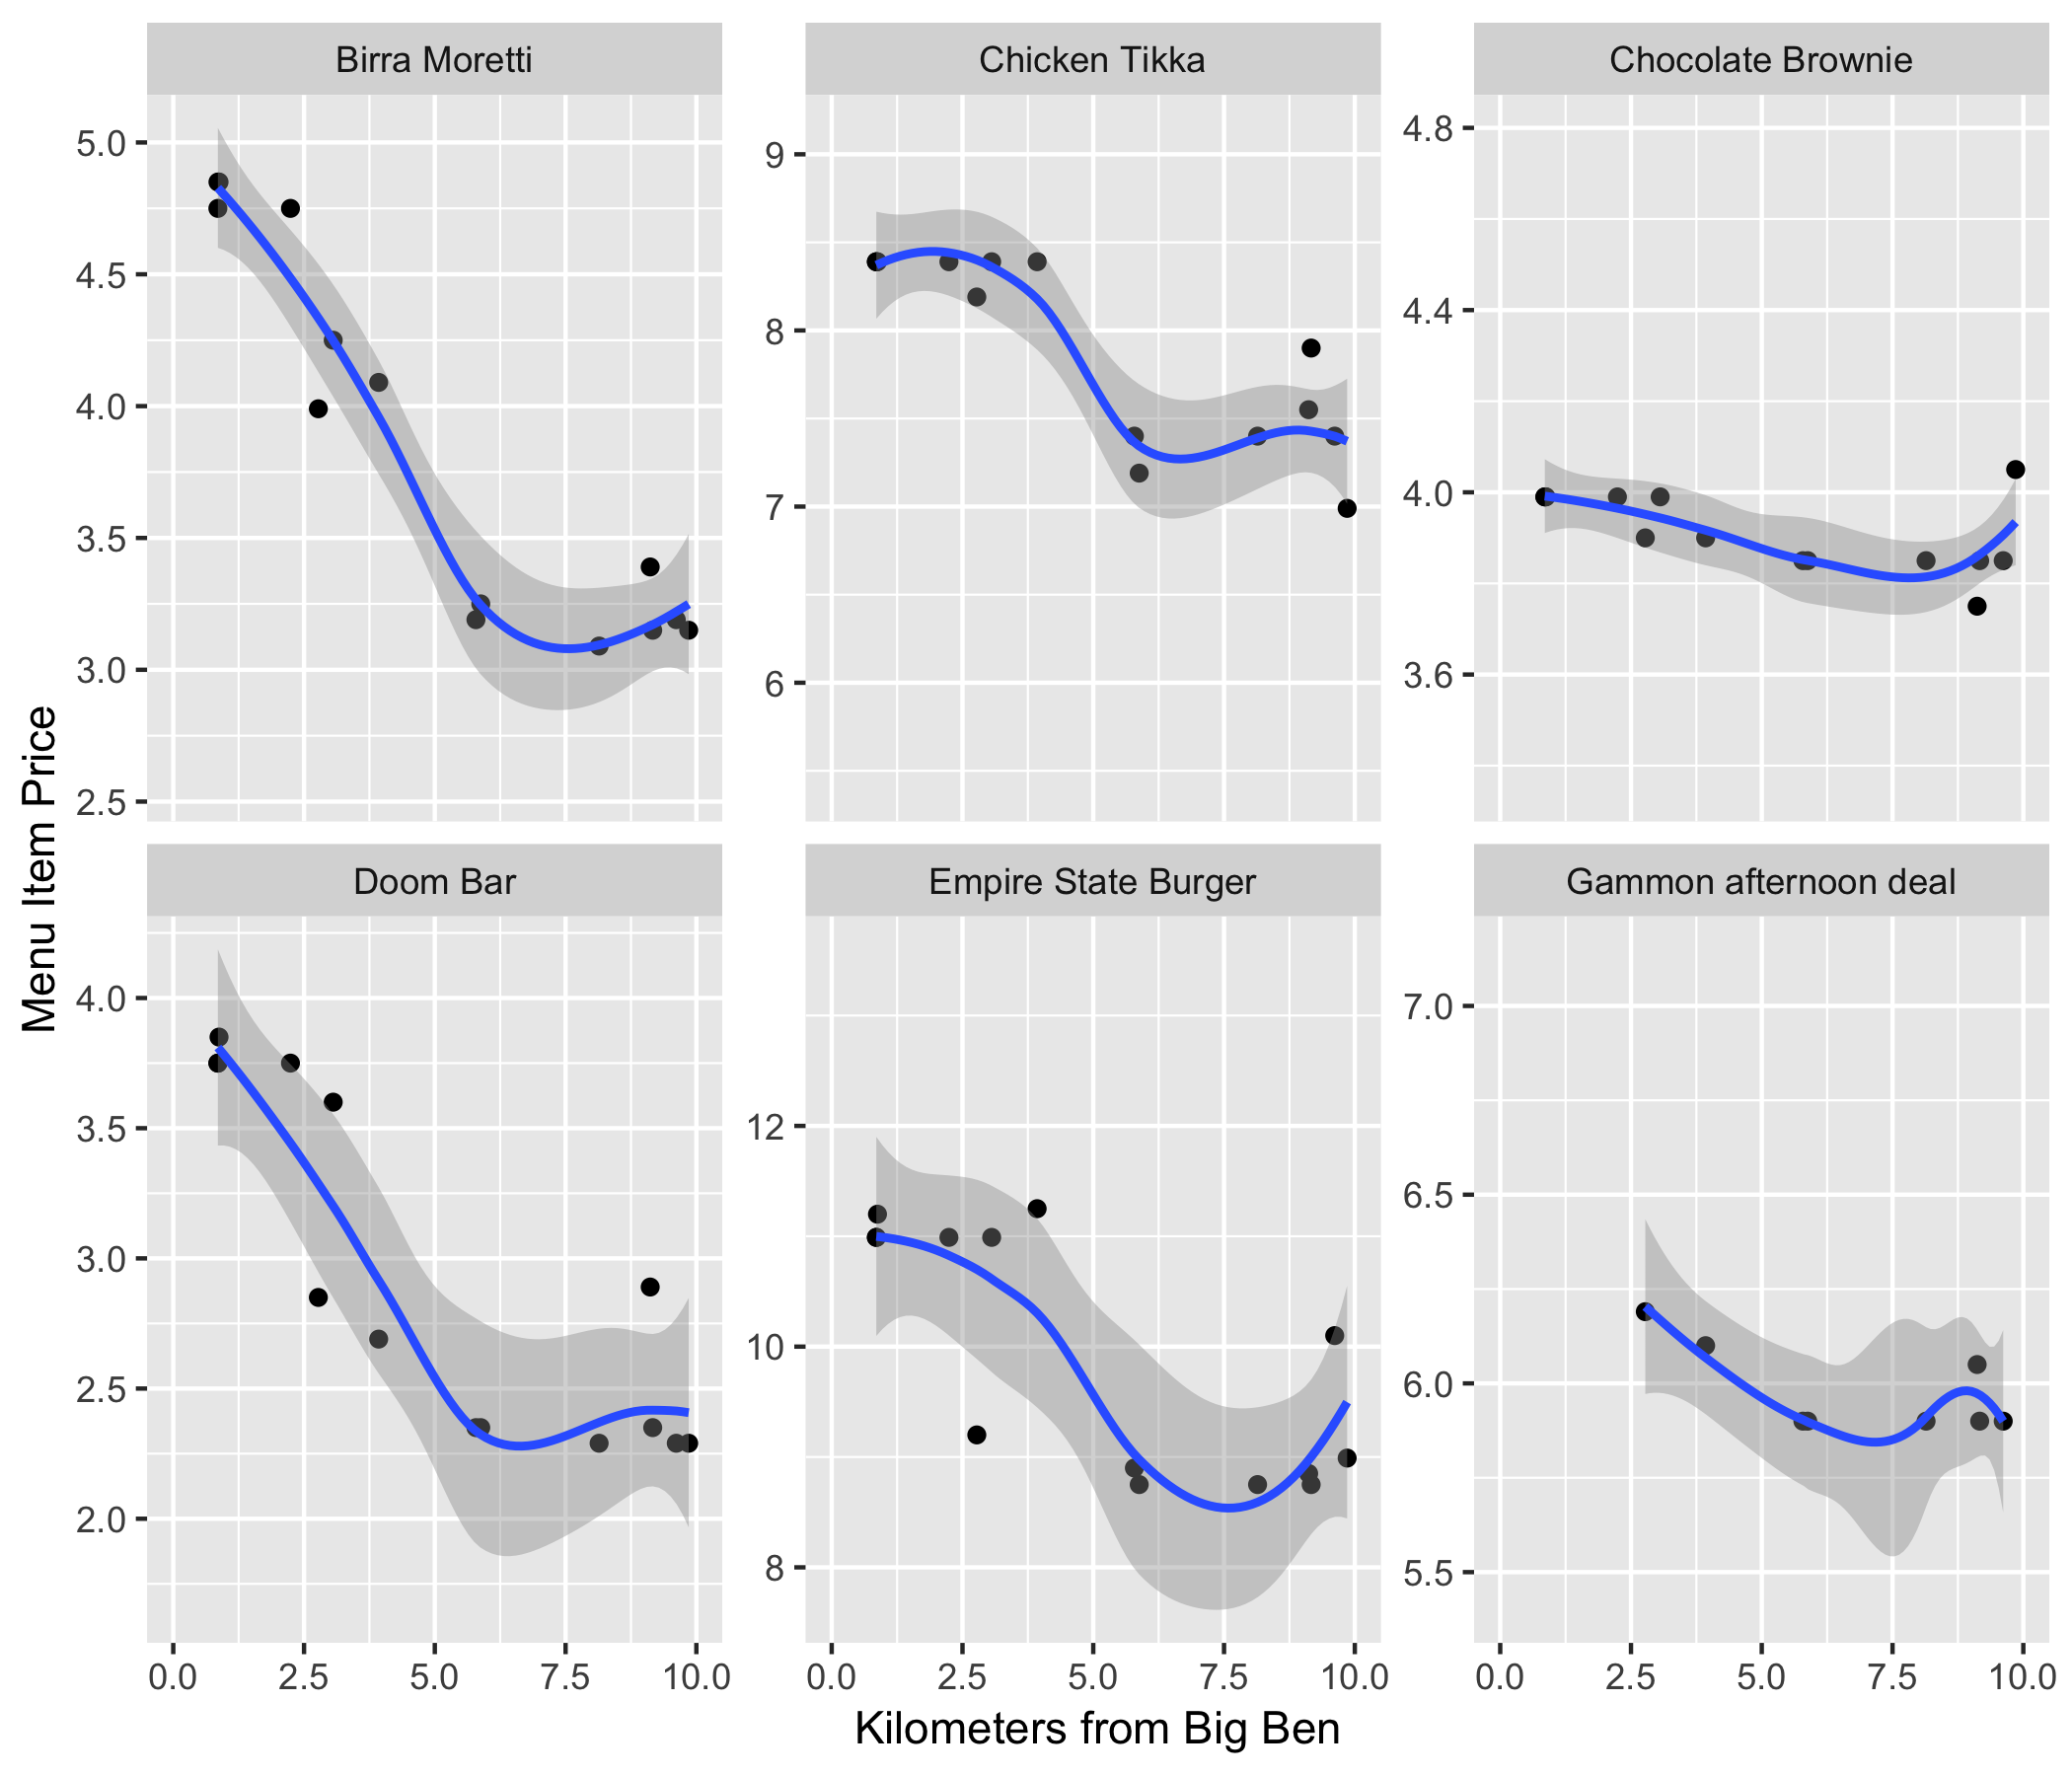 Birra Moretti
Chicken Tikka
Chocolate Brownie
5.0
4.5
4.0
3.5
3.0
2.5
9
8
7
6
4.8
4.4
4.0
3.6
Menu Item Price
Doom Bar
Empire State Burger
Gammon afternoon deal
4.0
3.5
3.0
2.5
2.0
12
10
8
7.0
6.5
6.0
5.5
0.0 2.5 5.0 7.5 10.0
0.0 2.5 5.0 7.5 10.0
0.0 2.5 5.0 7.5 10.0
Kilometers from Big Ben